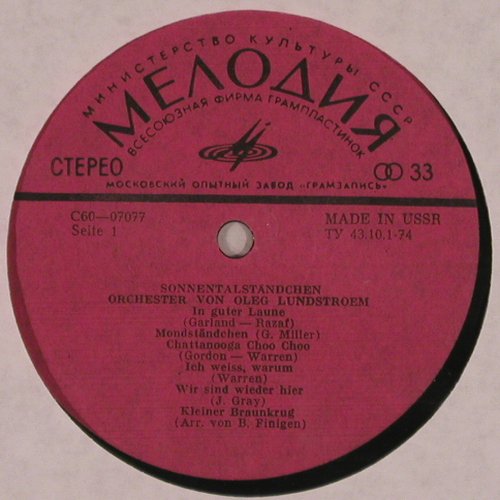 МИНИСТЕРСТВО КУЛЬТУРЫ СССР
МЕЛОДИЯ
ВСЕСОЮЗНАЯ ФИРМА ГРАМПЛАСТИНОК
СТЕРЕО
33
МОСКОВСКИЙ ОПЫТНЫЙ ЗАВОД «ГРАМЗАПИСЬ»
С60—07077
MADE IN USSR
Seite 1
ТУ 43.10.1-74
SONNENTALSTÄNDCHEN
ORCHESTER VON OLEG LUNDSTROEM
In guter Laune
(Garland — Razaf)
Mondständchen (G. Miller)
Chattanooga Choo Choo
(Gordon — Warren)
Ich weiss, warum
(Warren)
Wir sind wieder hier
(J. Gray)
Kleiner Braunkrug
(Arr. von B. Finigen)